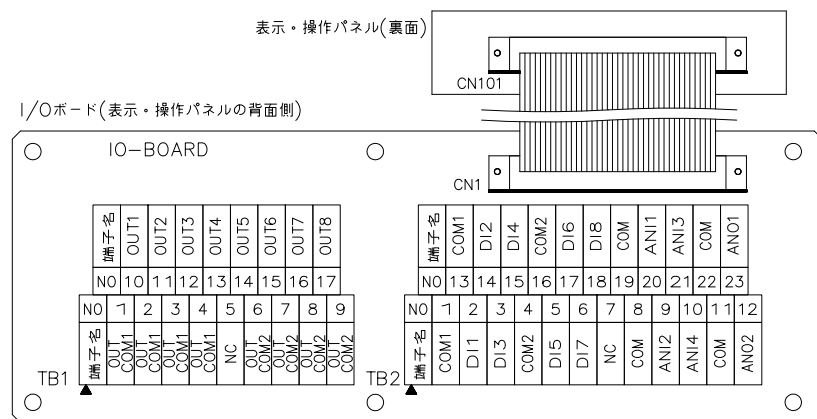 表示・操作パネル(裏面)
CN101
I/Oボード(表示・操作パネルの背面側)
IO-BOARD
CN1
端子名 OUT1 OUT2 OUT3 OUT4 OUT5 OUT6 OUT7 OUT8
NO 10 11 12 13 14 15 16 17
NO 1 2 3 4 5 6 7 8 9
端子名 OUT COM1 OUT COM1 OUT COM1 OUT COM1 NC OUT COM2 OUT COM2 OUT COM2 OUT COM2
TB1
端子名 COM1 DI2 DI4 COM2 DI6 DI8 COM ANI1 ANI3 COM ANO1
NO 13 14 15 16 17 18 19 20 21 22 23
NO 1 2 3 4 5 6 7 8 9 10 11 12
端子名 COM1 DI1 DI3 COM2 DI5 DI7 NC COM ANI2 ANI4 COM ANO2
TB2